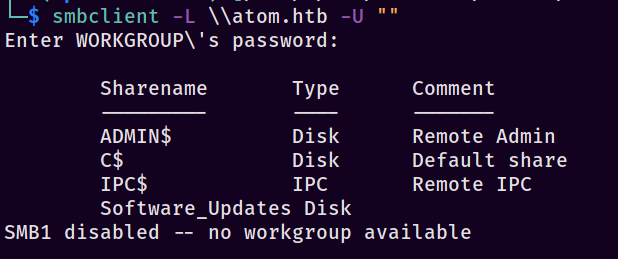 └─$ smbclient -L \\atom.htb -U ""
Enter WORKGROUP\'s password:
Sharename Type Comment
--------- ---- -------
ADMIN$ Disk Remote Admin
C$ Disk Default share
IPC$ IPC Remote IPC
Software_Updates Disk
SMB1 disabled -- no workgroup available